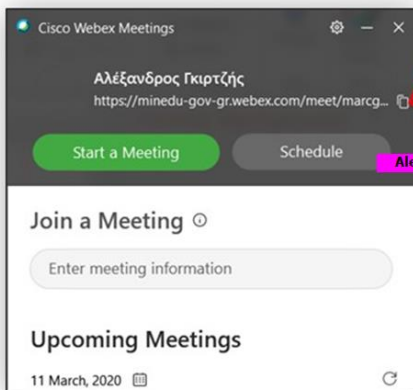 Cisco Webex Meetings
Αλέξανδρος Γκιρτζής
https://minedu-gov-gr.webex.com/meet/marcg...
Start a Meeting
Schedule
Join a Meeting
Enter meeting information
Upcoming Meetings
11 March, 2020